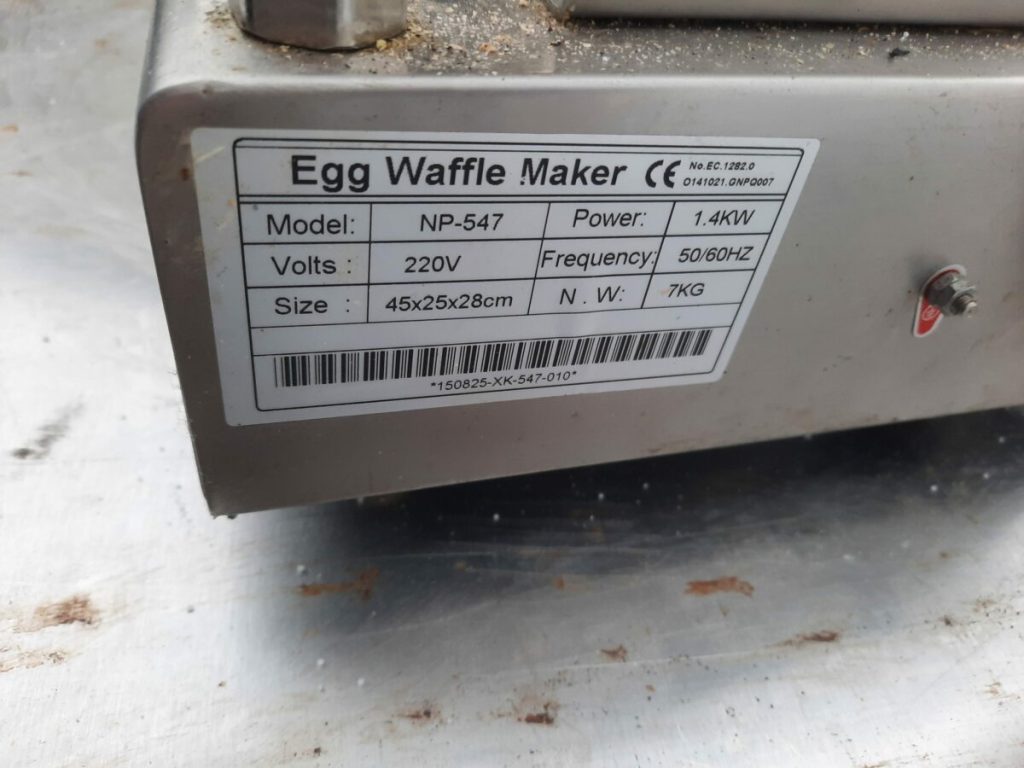 Egg Waffle Maker CE No.EC.1282.0
O141021.GNPQ007
Model: NP-547 Power: 1.4KW
Volts : 220V Frequency: 50/60HZ
Size : 45x25x28cm N . W: 7KG
*150825-XK-547-010*